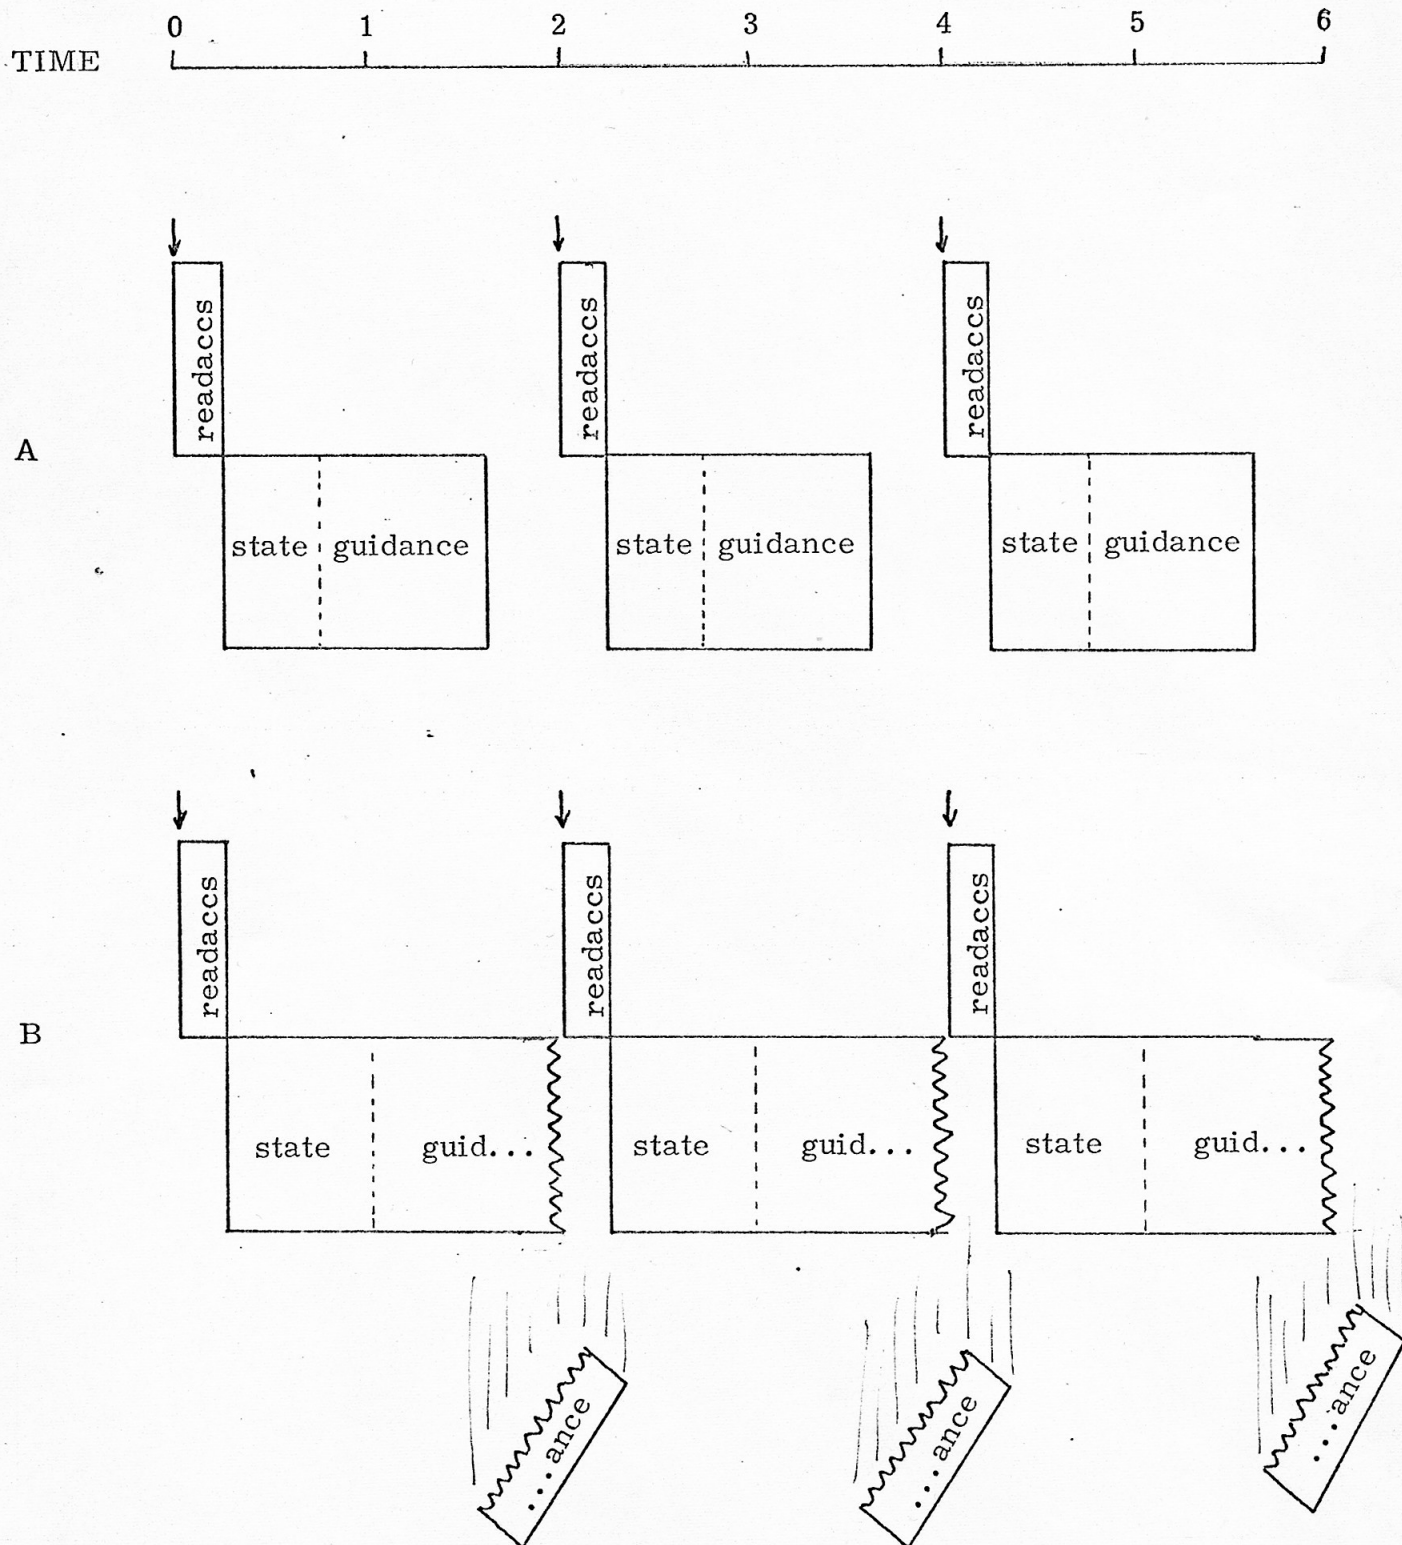 0 1 2 3 4 5 6
TIME
readaccs readaccs readaccs
A
state guidance state guidance state guidance
readaccs readaccs readaccs
B
state guid... state guid... state guid...
...ance ...ance ...ance